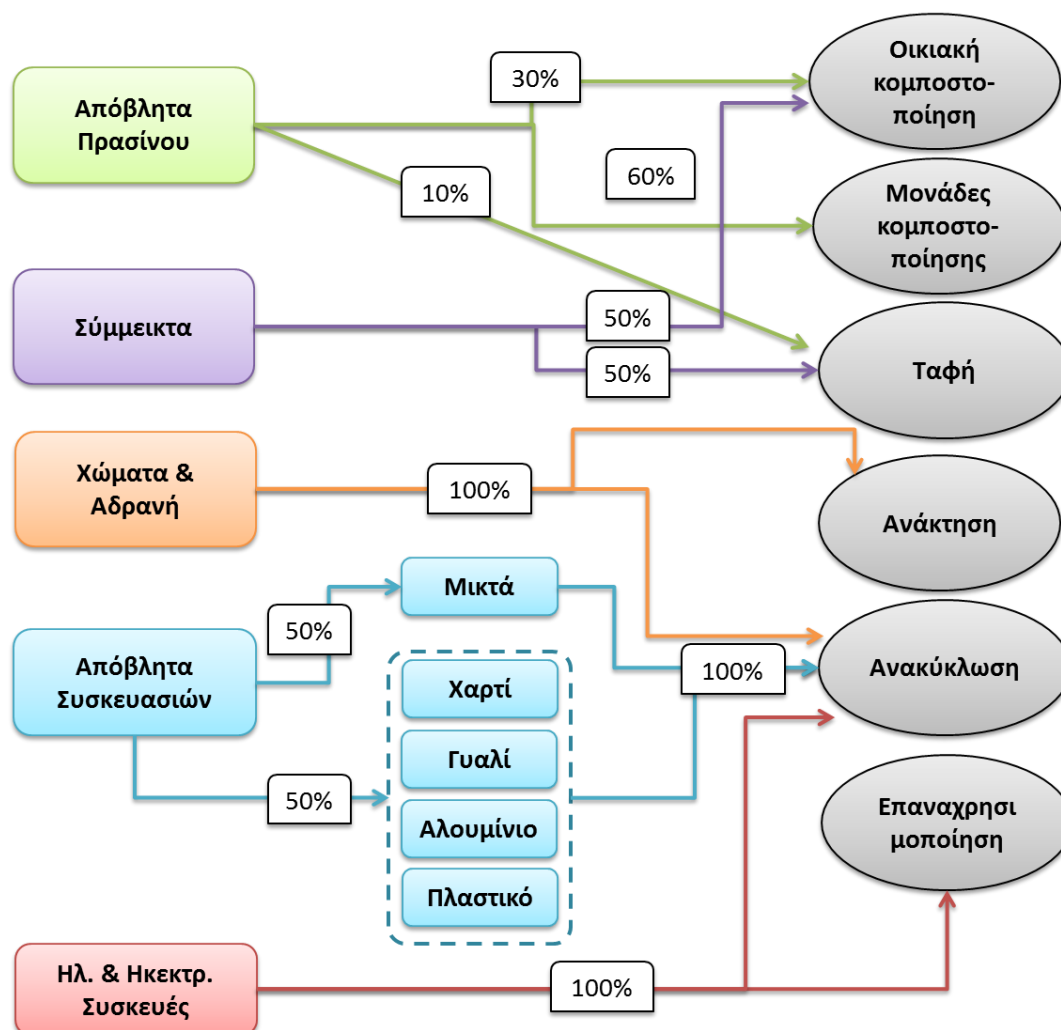 Απόβλητα
Πρασίνου
30%
10%
60%
Οικιακή
κομποστο-
ποίηση
Μονάδες
κομποστο-
ποίησης
Σύμμεικτα
50%
50%
Ταφή
Χώματα &
Αδρανή
100%
Ανάκτηση
Απόβλητα
Συσκευασιών
50%
50%
Μικτά
Χαρτί
Γυαλί
Αλουμίνιο
Πλαστικό
100%
Ανακύκλωση
Επαναχρησι
μοποίηση
Ηλ. & Ηκεκτρ.
Συσκευές
100%